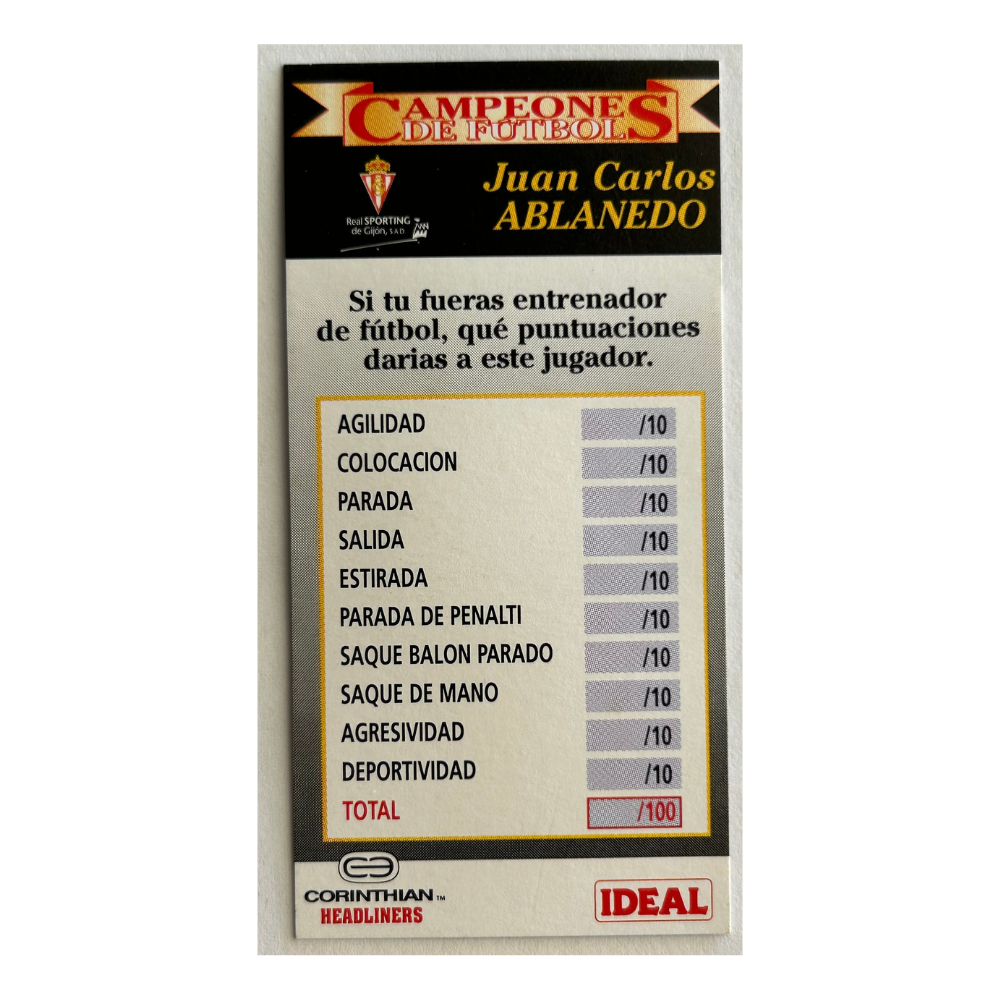 CAMPEONES
DE FÚTBOL
Real SPORTING
de Gijón, S.A.D
Juan Carlos
ABLANEDO
Si tu fueras entrenador
de fútbol, qué puntuaciones
darias a este jugador.
AGILIDAD /10
COLOCACION /10
PARADA /10
SALIDA /10
ESTIRADA /10
PARADA DE PENALTI /10
SAQUE BALON PARADO /10
SAQUE DE MANO /10
AGRESIVIDAD /10
DEPORTIVIDAD /10
TOTAL /100
CORINTHIAN™
HEADLINERS
IDEAL